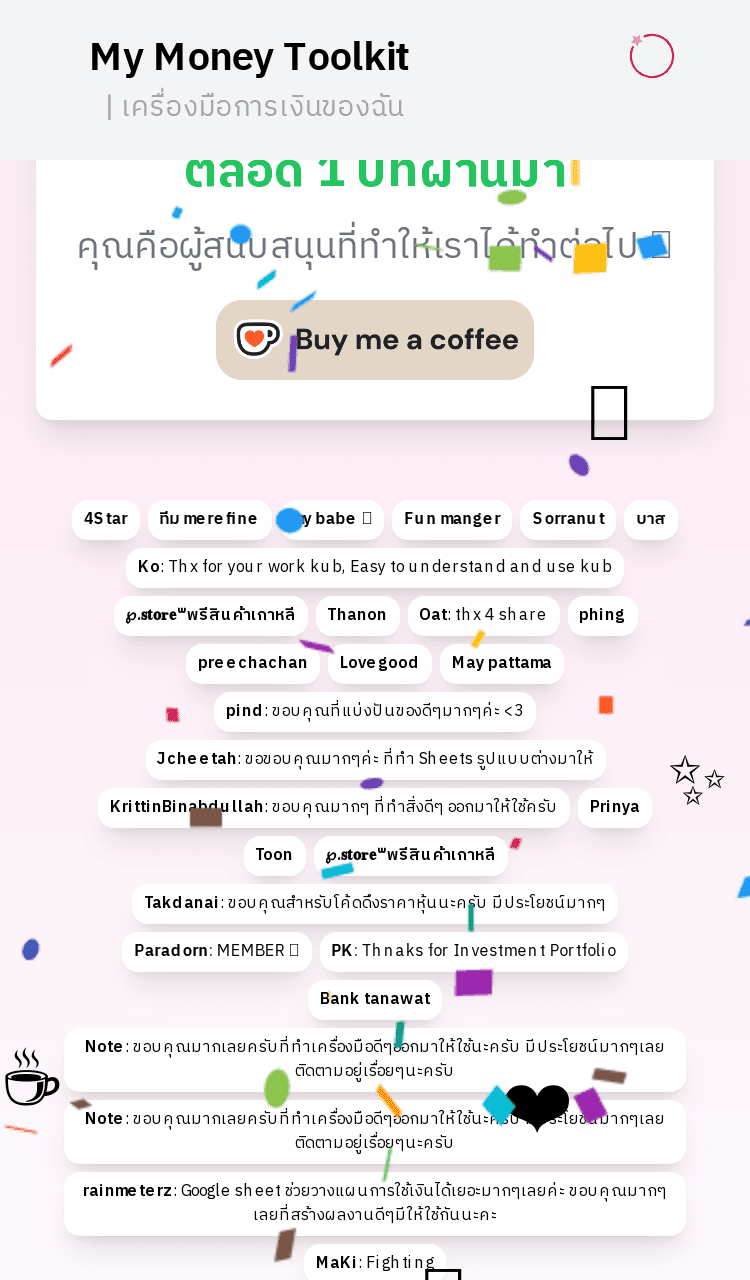 My Money Toolkit
| เครื่องมือการเงินของฉัน
ตลอด 1 ปีที่ผ่านมา
คุณคือผู้สนับสนุนที่ทำให้เราได้ทำต่อไป
Buy me a coffee
4Star ทีม merefine babe Fun manger Sorranut บาส
Ko: Thx for your work kub, Easy to understand and use kub
℘.𝐬𝐭𝐨𝐫𝐞ꪝพรีสินค้าเกาหลี Thanon Oat: thx 4 share phing
preechachan Lovegood May pattama
pind: ขอบคุณที่แบ่งปันของดีๆมากๆค่ะ <3
Jcheetah: ขอขอบคุณมากๆค่ะ ที่ทำ Sheets รูปแบบต่างมาให้
KrittinBinabdullah: ขอบคุณมากๆ ที่ทำสิ่งดีๆ ออกมาให้ใช้ครับ Prinya
Toon ℘.𝐬𝐭𝐨𝐫𝐞ꪝพรีสินค้าเกาหลี
Takdanai: ขอบคุณสำหรับโค้ดดึงราคาหุ้นนะครับ มีประโยชน์มากๆ
Paradorn: MEMBER PK: Thnaks for Investment Portfolio
Bank tanawat
Note: ขอบคุณมากเลยครับที่ทำเครื่องมือดีๆออกมาให้ใช้นะครับ มีประโยชน์มากๆเลย
ติดตามอยู่เรื่อยๆนะครับ
Note: ขอบคุณมากเลยครับที่ทำเครื่องมือดีๆออกมาให้ใช้นะครับ มีประโยชน์มากๆเลย
ติดตามอยู่เรื่อยๆนะครับ
rainmeterz: Google sheet ช่วยวางแผนการใช้เงินได้เยอะมากๆเลยค่ะ ขอบคุณมากๆ
เลยที่สร้างผลงานดีๆมีให้ใช้กันนะคะ
MaKi: Fighting